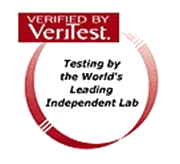 VERIFIED BY
VeriTest.
Testing by
the World's
Leading
Independent Lab